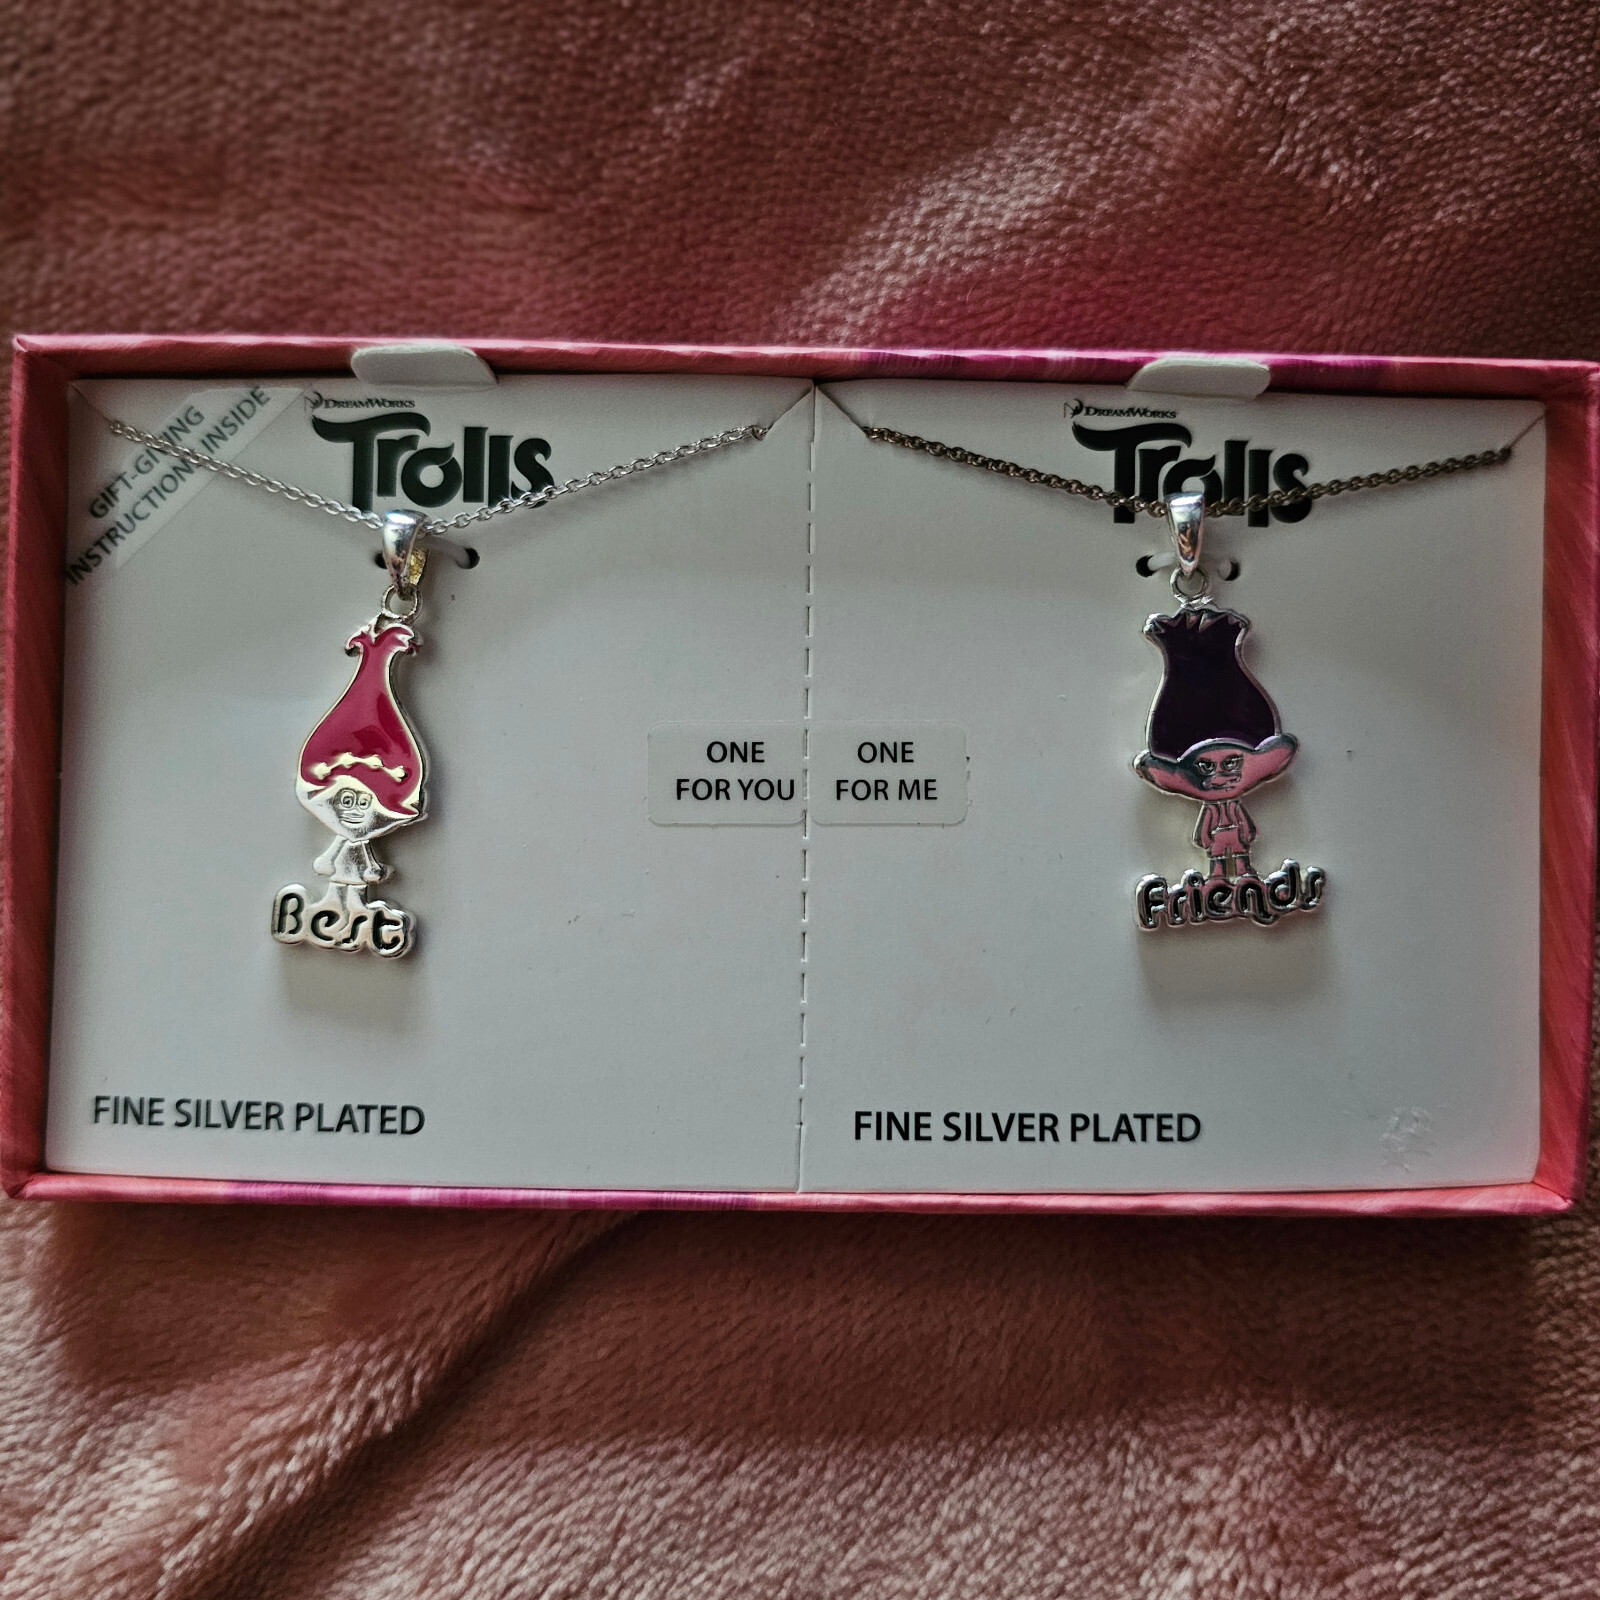 GIFT-GIVING
INSTRUCTIONS INSIDE
DREAMWORKS
Trolls
Best
FINE SILVER PLATED
ONE
FOR YOU
ONE
FOR ME
DREAMWORKS
Trolls
Friends
FINE SILVER PLATED